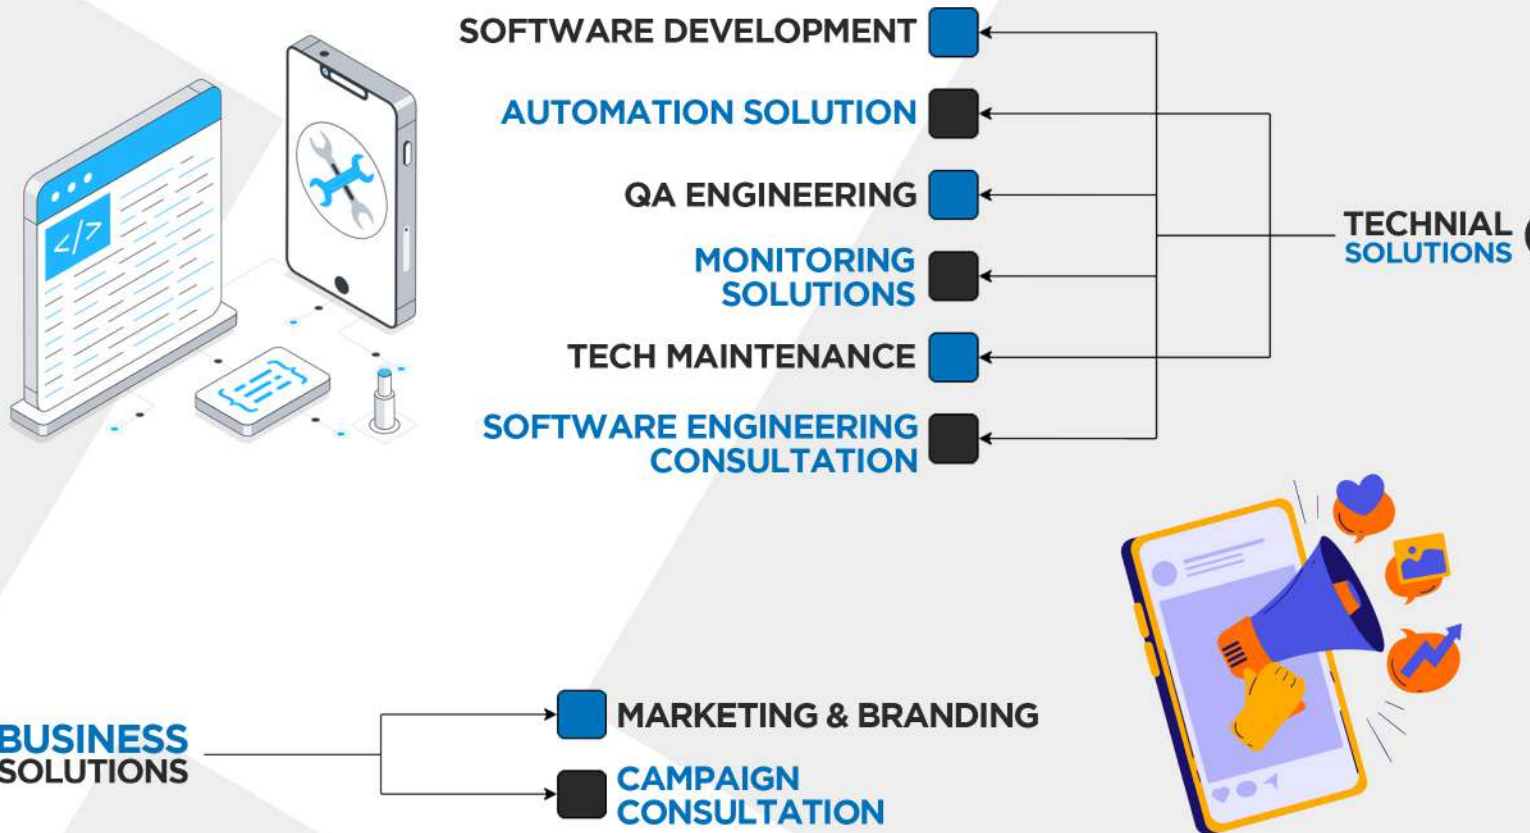 SOFTWARE DEVELOPMENT
AUTOMATION SOLUTION
QA ENGINEERING
MONITORING
SOLUTIONS
TECH MAINTENANCE
SOFTWARE ENGINEERING
CONSULTATION
TECHNIAL
SOLUTIONS
</>
BUSINESS
SOLUTIONS
MARKETING & BRANDING
CAMPAIGN
CONSULTATION